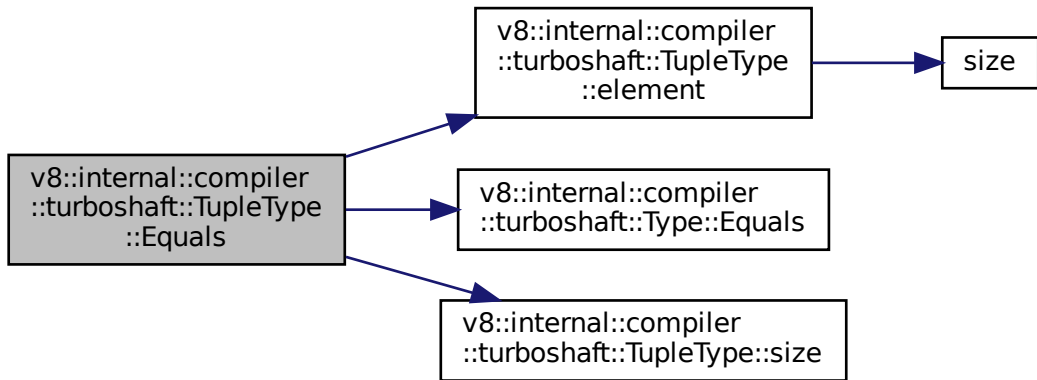 v8::internal::compiler
::turboshaft::TupleType
::Equals
v8::internal::compiler
::turboshaft::TupleType
::element
size
v8::internal::compiler
::turboshaft::Type::Equals
v8::internal::compiler
::turboshaft::TupleType::size